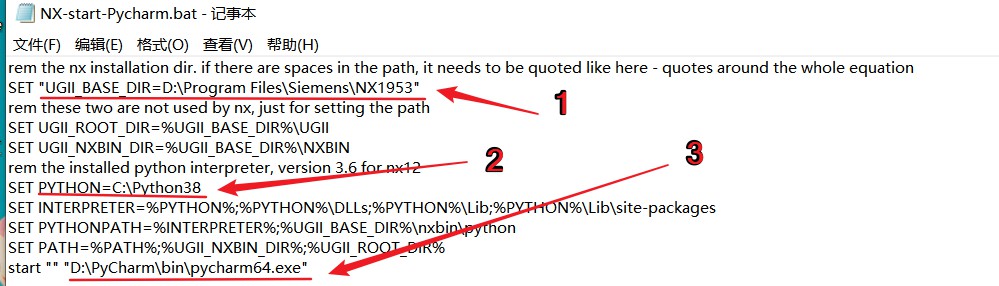 NX-start-Pycharm.bat - 记事本
文件(F) 编辑(E) 格式(O) 查看(V) 帮助(H)
rem the nx installation dir. if there are spaces in the path, it needs to be quoted like here - quotes around the whole equation
SET "UGII_BASE_DIR=D:\Program Files\Siemens\NX1953"
1
rem these two are not used by nx, just for setting the path
SET UGII_ROOT_DIR=%UGII_BASE_DIR%\UGII
SET UGII_NXBIN_DIR=%UGII_BASE_DIR%\NXBIN
2
3
rem the installed python interpreter, version 3.6 for nx12
SET PYTHON=C:\Python38
SET INTERPRETER=%PYTHON%;%PYTHON%\DLLs;%PYTHON%\Lib;%PYTHON%\Lib\site-packages
SET PYTHONPATH=%INTERPRETER%;%UGII_BASE_DIR%\nxbin\python
SET PATH=%PATH%;%UGII_NXBIN_DIR%;%UGII_ROOT_DIR%
start "" "D:\PyCharm\bin\pycharm64.exe"